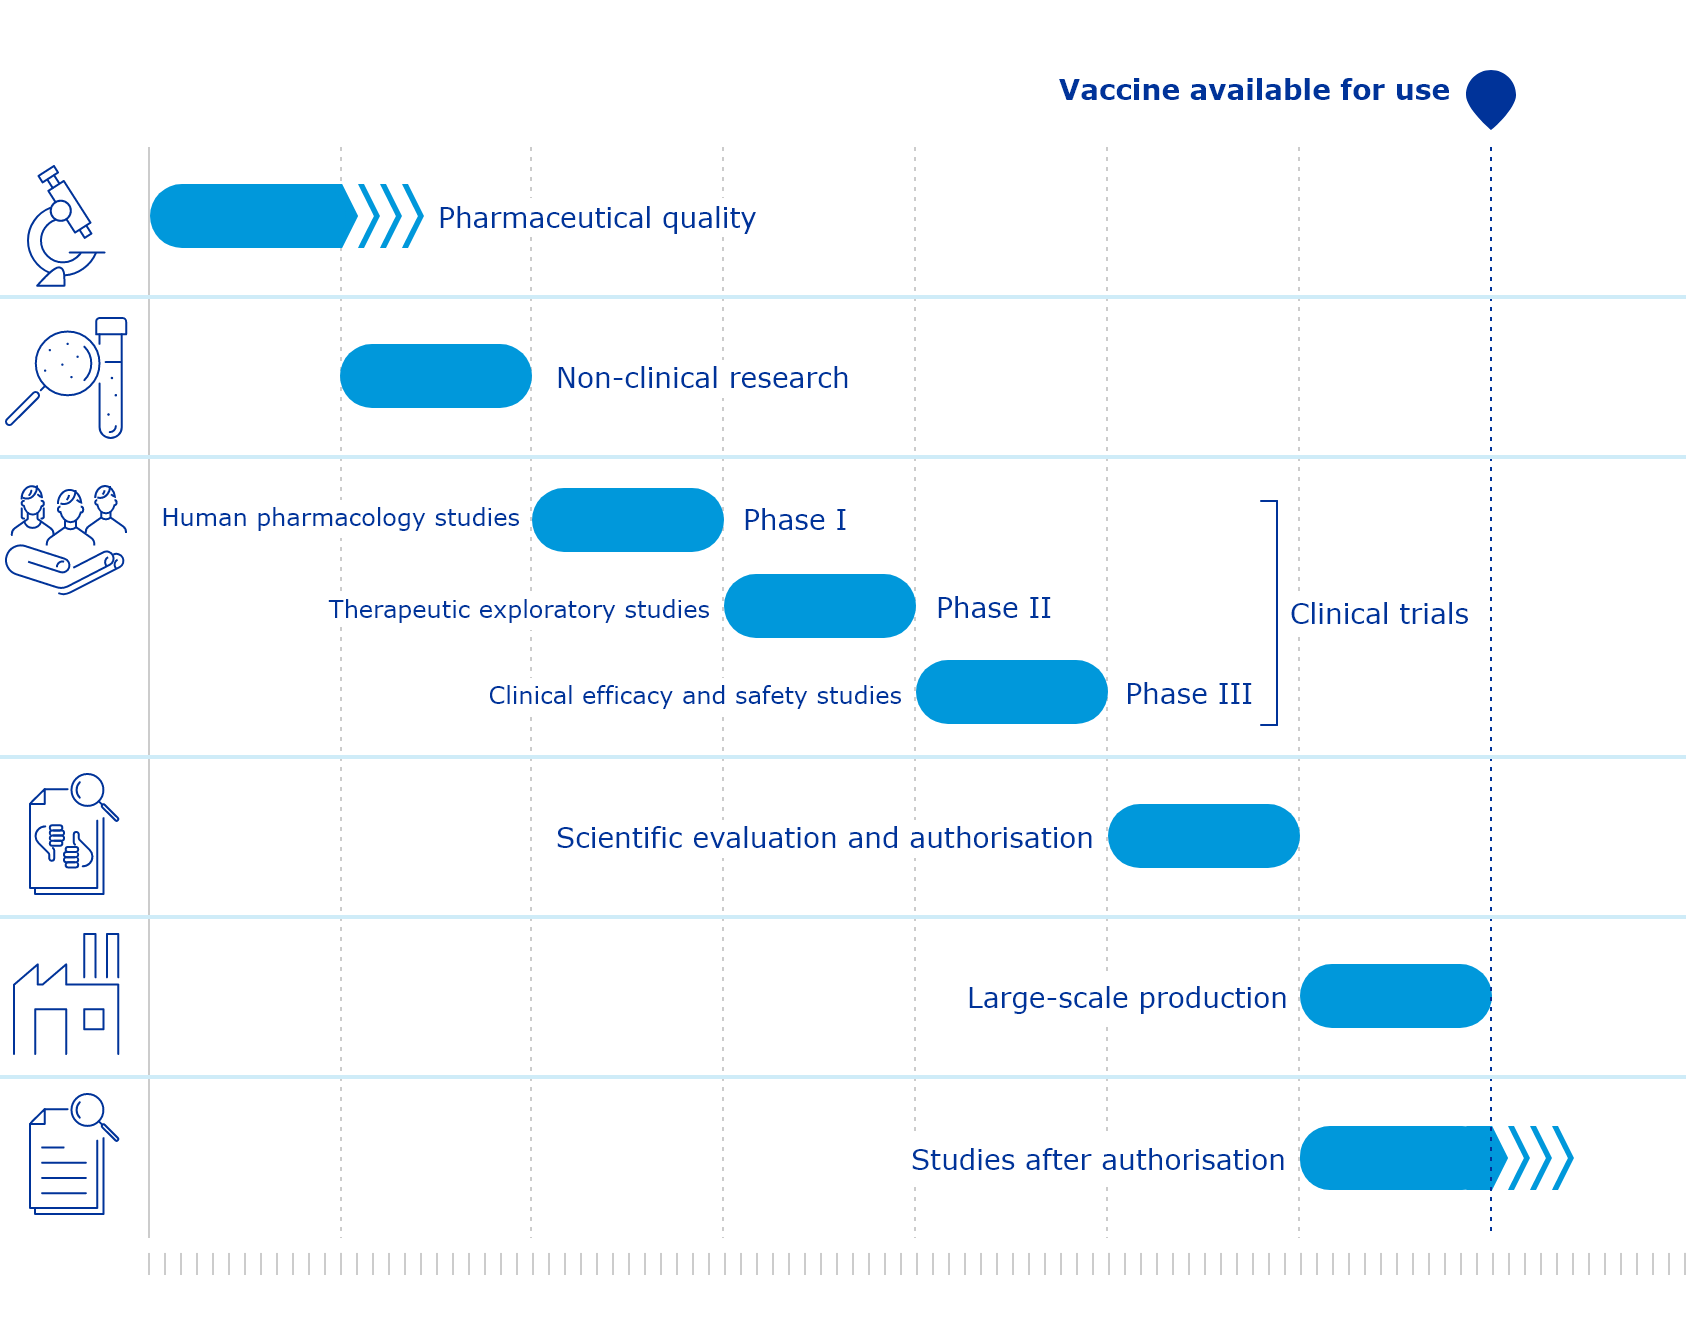 Vaccine available for use
Pharmaceutical quality
Non-clinical research
Human pharmacology studies
Phase I
Therapeutic exploratory studies
Phase II
Clinical trials
Clinical efficacy and safety studies
Phase III
Scientific evaluation and authorisation
Large-scale production
Studies after authorisation